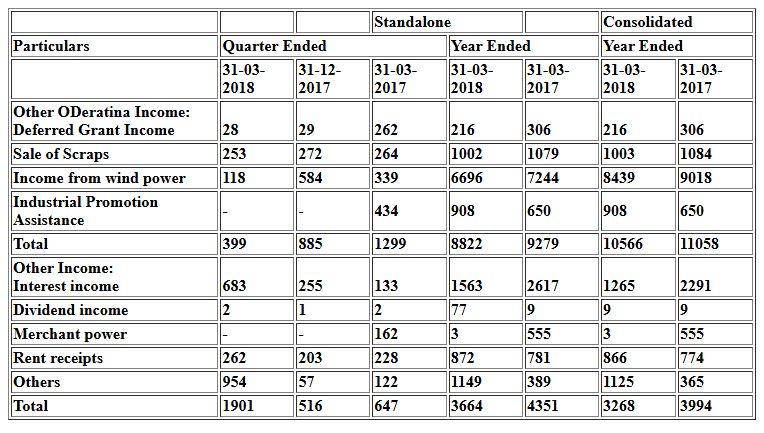 Standalone Consolidated
Particulars Quarter Ended Year Ended Year Ended
31-03- 31-12- 31-03- 31-03- 31-03- 31-03- 31-03-
2018 2017 2017 2018 2017 2018 2017
Other ODeratina Income:
Deferred Grant Income 28 29 262 216 306 216 306
Sale of Scraps 253 272 264 1002 1079 1003 1084
Income from wind power 118 584 339 6696 7244 8439 9018
Industrial Promotion
Assistance - - 434 908 650 908 650
Total 399 885 1299 8822 9279 10566 11058
Other Income:
Interest income 683 255 133 1563 2617 1265 2291
Dividend income 2 1 2 77 9 9 9
Merchant power - - 162 3 555 3 555
Rent receipts 262 203 228 872 781 866 774
Others 954 57 122 1149 389 1125 365
Total 1901 516 647 3664 4351 3268 3994